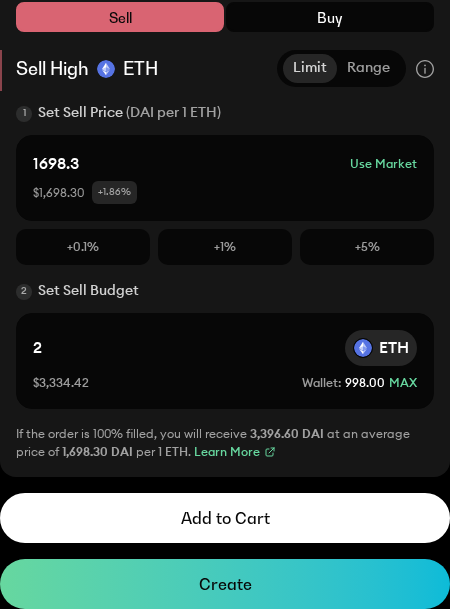 Sell Buy
Sell High ETH Limit Range
1 Set Sell Price (DAI per 1 ETH)
1698.3 Use Market
$1,698.30 +1.86%
+0.1% +1% +5%
2 Set Sell Budget
2 ETH
$3,334.42 Wallet: 998.00 MAX
If the order is 100% filled, you will receive 3,396.60 DAI at an average
price of 1,698.30 DAI per 1 ETH. Learn More
Add to Cart
Create